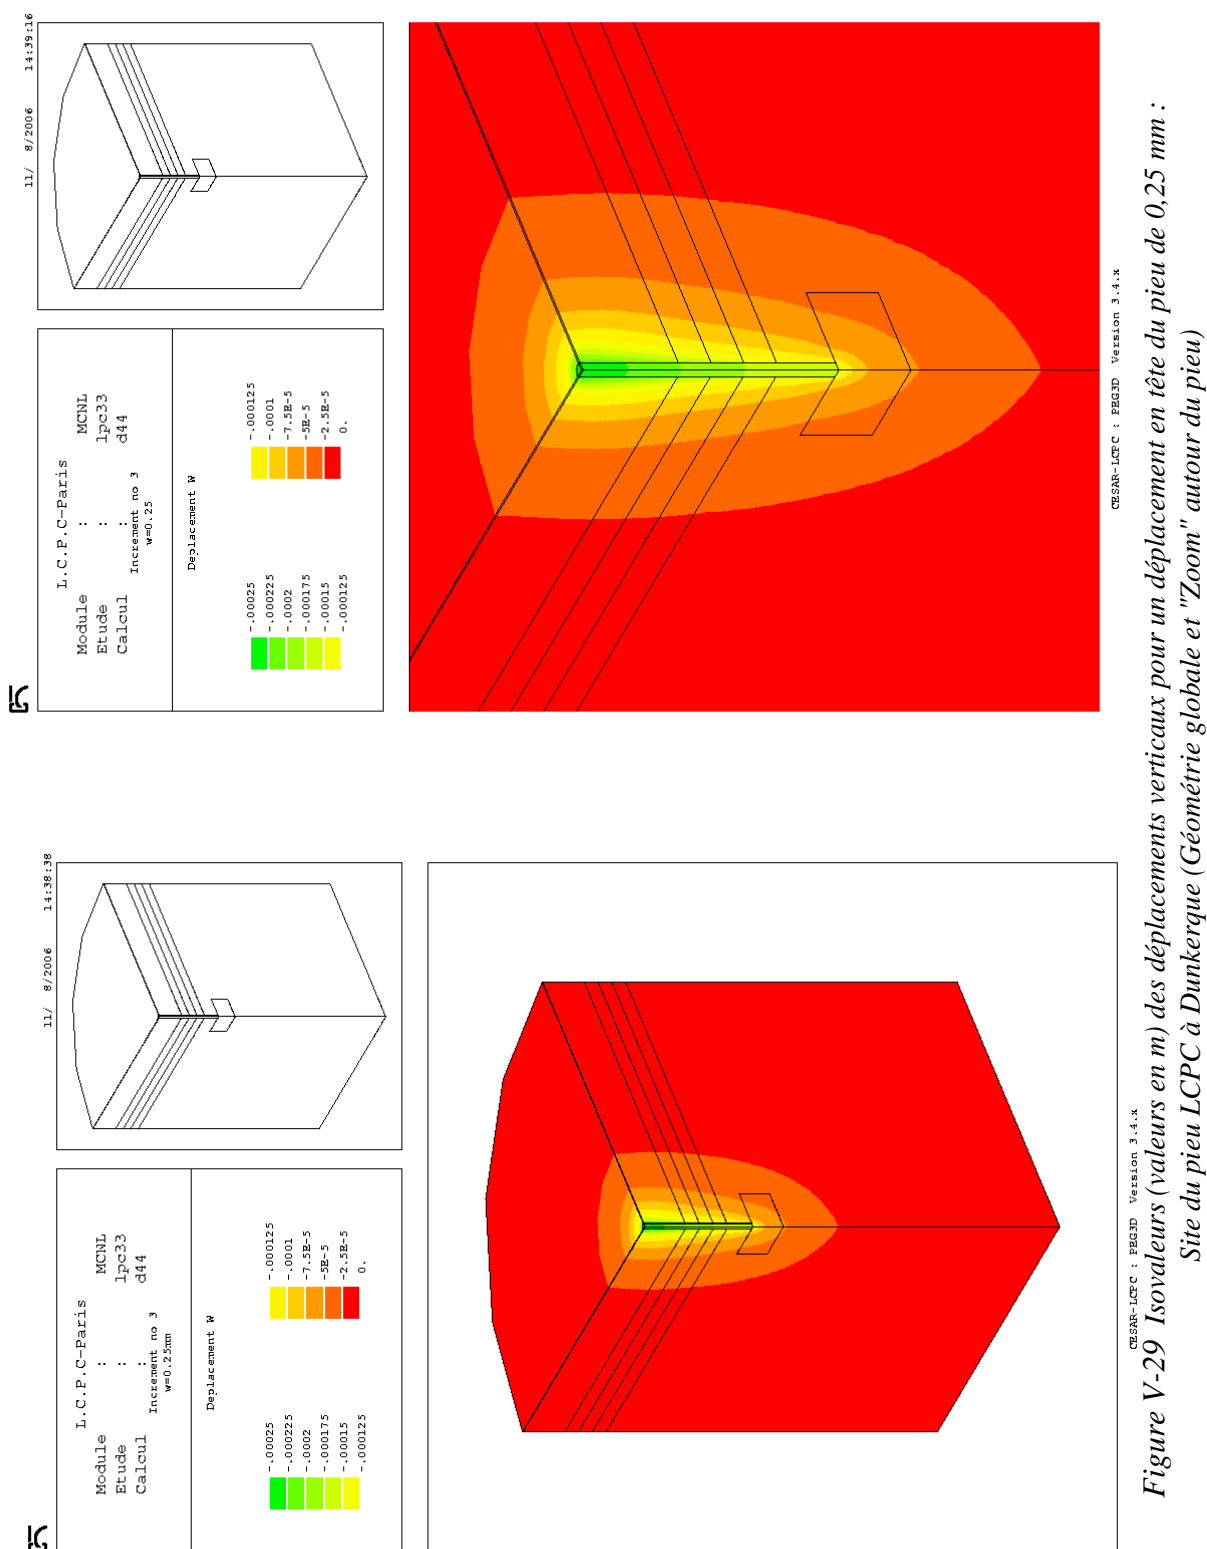 L.C.P.C-Paris
Module : MCNL
Etude : lpc33
Calcul : d44
Increment no 3
w=0.25mm
Deplacement W
-.00025
-.000225
-.0002
-.000175
-.00015
-.000125
-.000125
-.0001
-7.5E-5
-5E-5
-2.5E-5
0.
11/ 8/2006 14:38:38
CESAR-LCPC : PEG3D Version 3.4.x
L.C.P.C-Paris
Module : MCNL
Etude : lpc33
Calcul : d44
Increment no 3
w=0.25
Deplacement W
-.00025
-.000225
-.0002
-.000175
-.00015
-.000125
-.000125
-.0001
-7.5E-5
-5E-5
-2.5E-5
0.
11/ 8/2006 14:39:16
CESAR-LCPC : PEG3D Version 3.4.x
Figure V-29 Isovaleurs (valeurs en m) des déplacements verticaux pour un déplacement en tête du pieu de 0,25 mm :
Site du pieu LCPC à Dunkerque (Géométrie globale et "Zoom" autour du pieu)